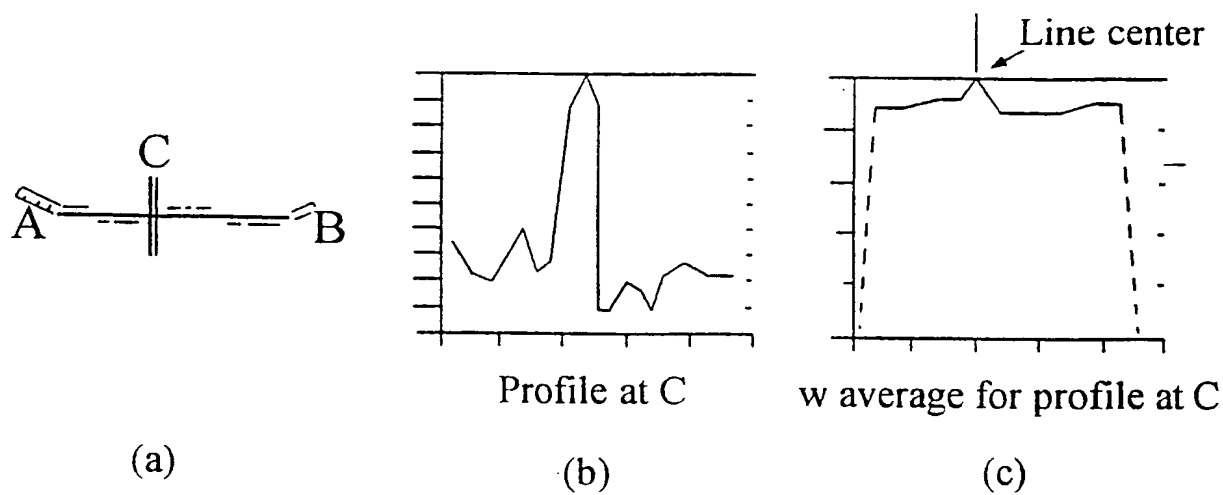 Line center
C
A
B
Profile at C
w average for profile at C
(a)
(b)
(c)